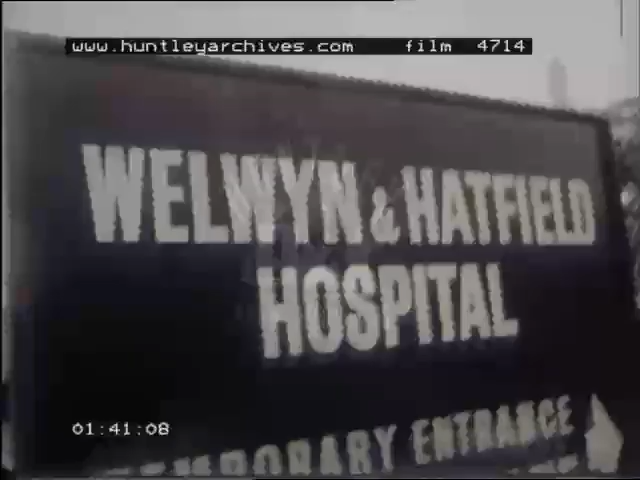 www.huntleyarchives.com film 4714
WELWYN & HATFIELD
HOSPITAL
TEMPORARY ENTRANCE
01:41:08